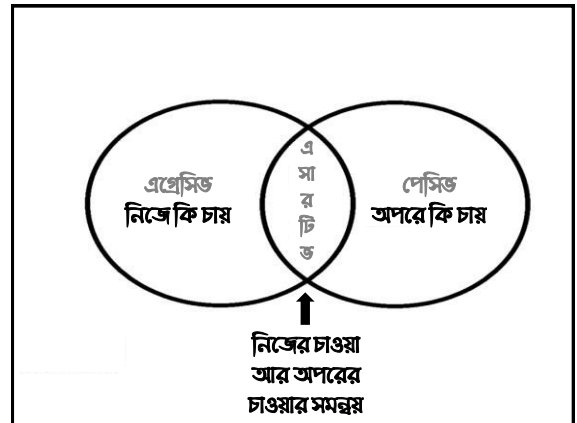 এগ্রেসিভ
নিজে কি চায়
এ
সা
র
টি
ভ
পেসিভ
অপরে কি চায়
নিজের চাওয়া
আর অপরের
চাওয়ার সমন্বয়